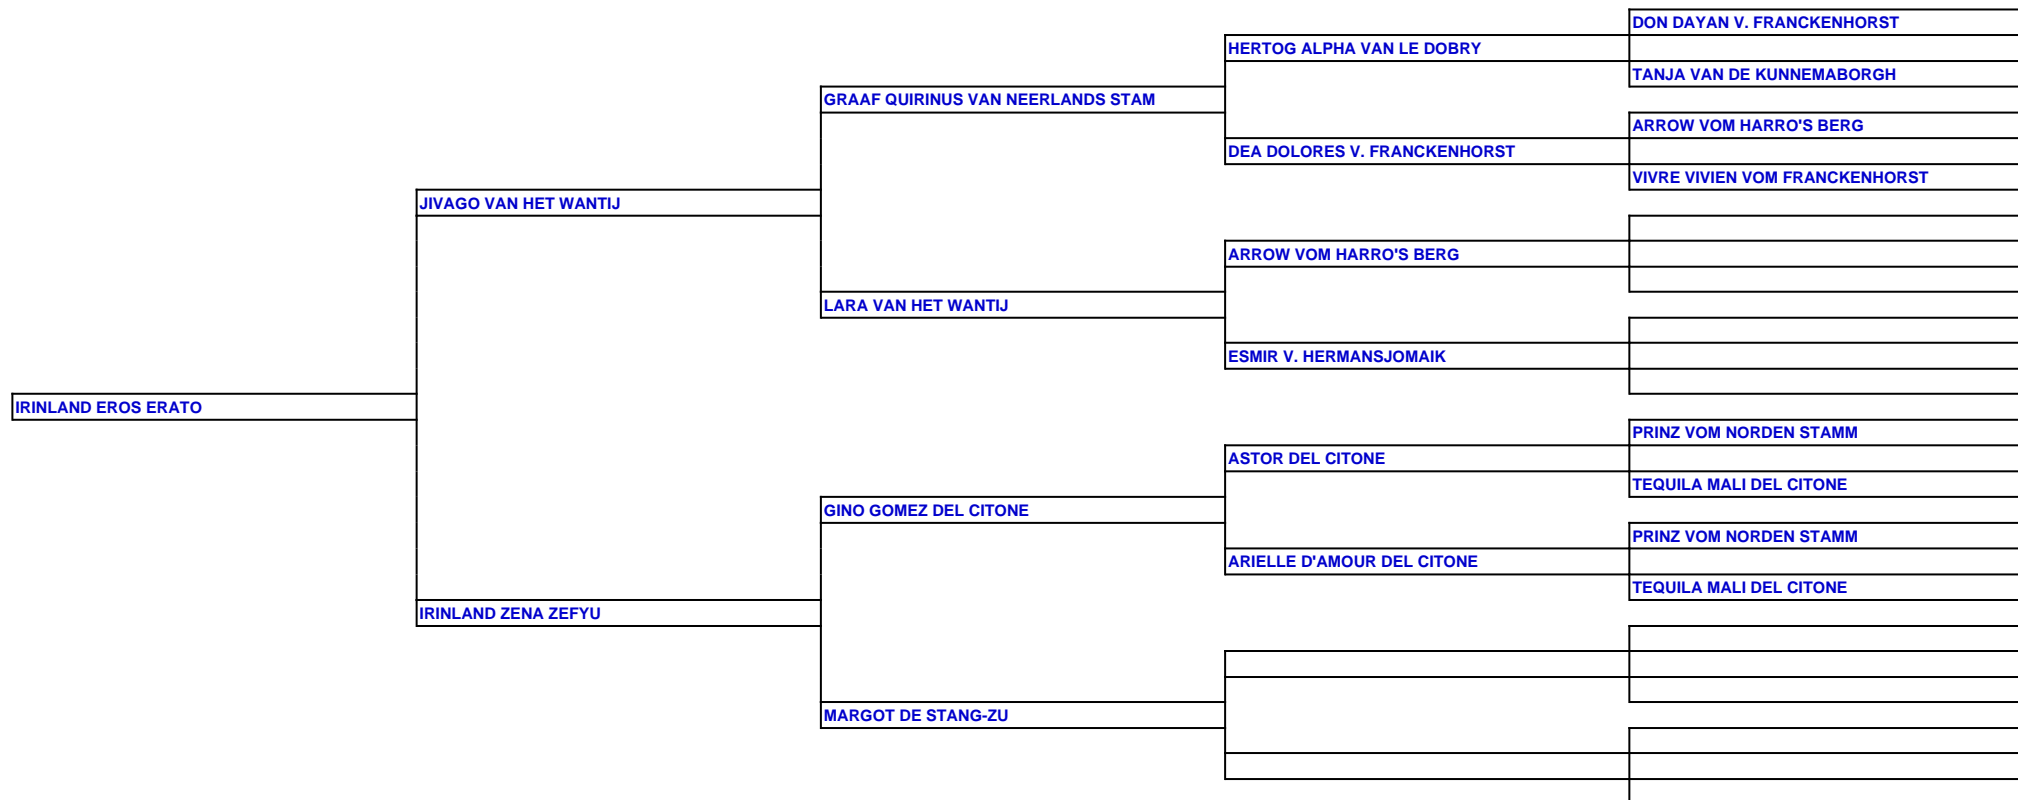 DON DAYAN V. FRANCKENHORST
HERTOG ALPHA VAN LE DOBRY
TANJA VAN DE KUNNEMABORGH
GRAAF QUIRINUS VAN NEERLANDS STAM
ARROW VOM HARRO'S BERG
DEA DOLORES V. FRANCKENHORST
VIVRE VIVIEN VOM FRANCKENHORST
JIVAGO VAN HET WANTIJ
ARROW VOM HARRO'S BERG
LARA VAN HET WANTIJ
ESMIR V. HERMANSJOMAIK
IRINLAND EROS ERATO
PRINZ VOM NORDEN STAMM
ASTOR DEL CITONE
TEQUILA MALI DEL CITONE
GINO GOMEZ DEL CITONE
PRINZ VOM NORDEN STAMM
ARIELLE D'AMOUR DEL CITONE
TEQUILA MALI DEL CITONE
IRINLAND ZENA ZEFYU
MARGOT DE STANG-ZU